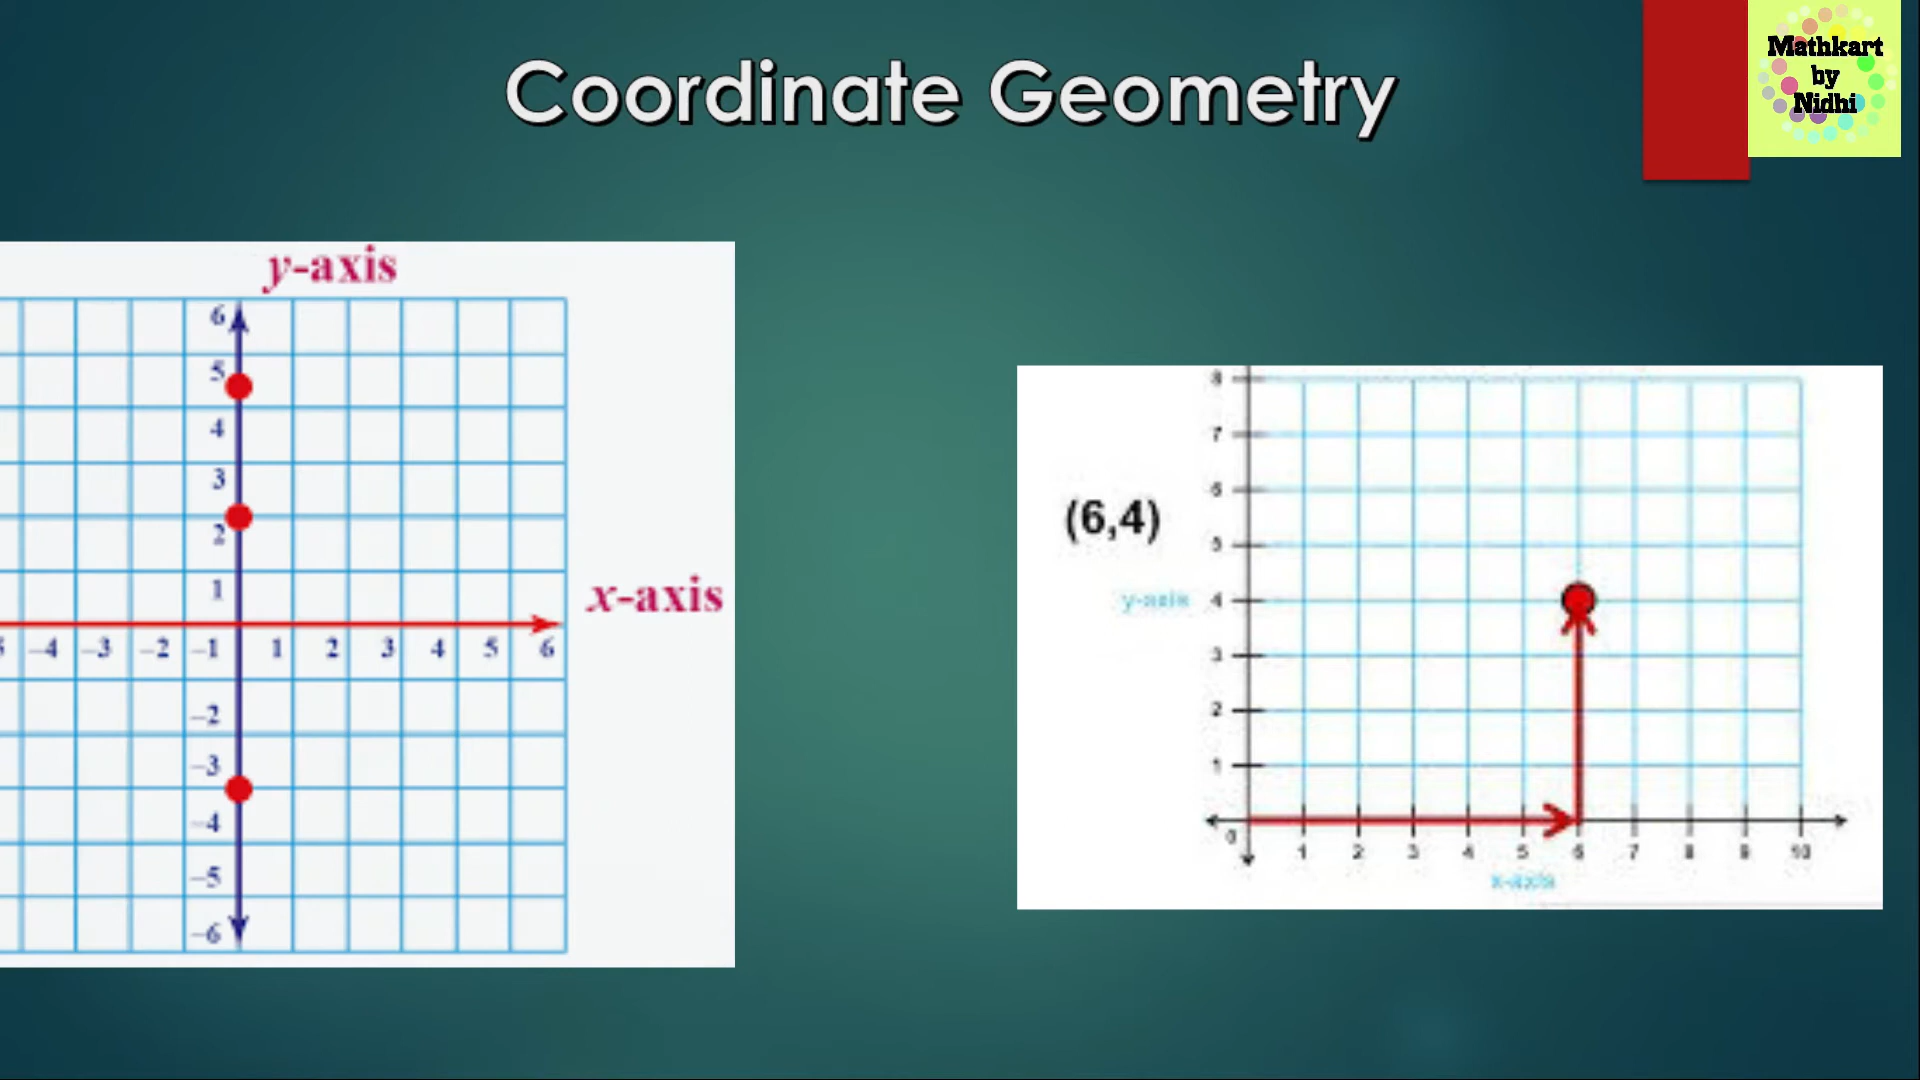 Coordinate Geometry
Mathkart
by
Nidhi
y-axis
6
5
4
3
2
1
x-axis
–4 –3 –2 –1 1 2 3 4 5 6
–2
–3
–4
–5
–6
8
7
6
(6,4)
5
y-axis 4
3
2
1
0
1 2 3 4 5 6 7 8 9 10
x-axis